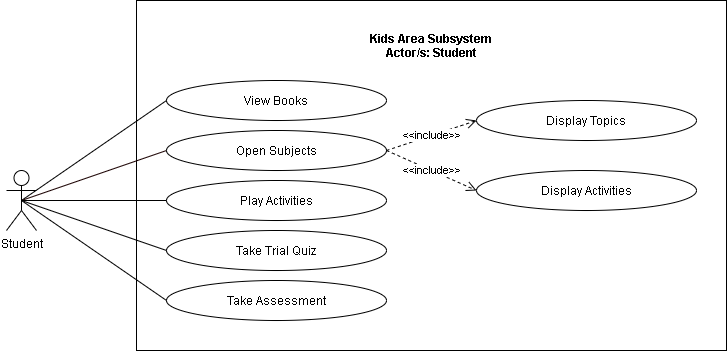 Kids Area Subsystem
Actor/s: Student
View Books
Open Subjects
<<include>>
Display Topics
<<include>>
Display Activities
Play Activities
Take Trial Quiz
Take Assessment
Student